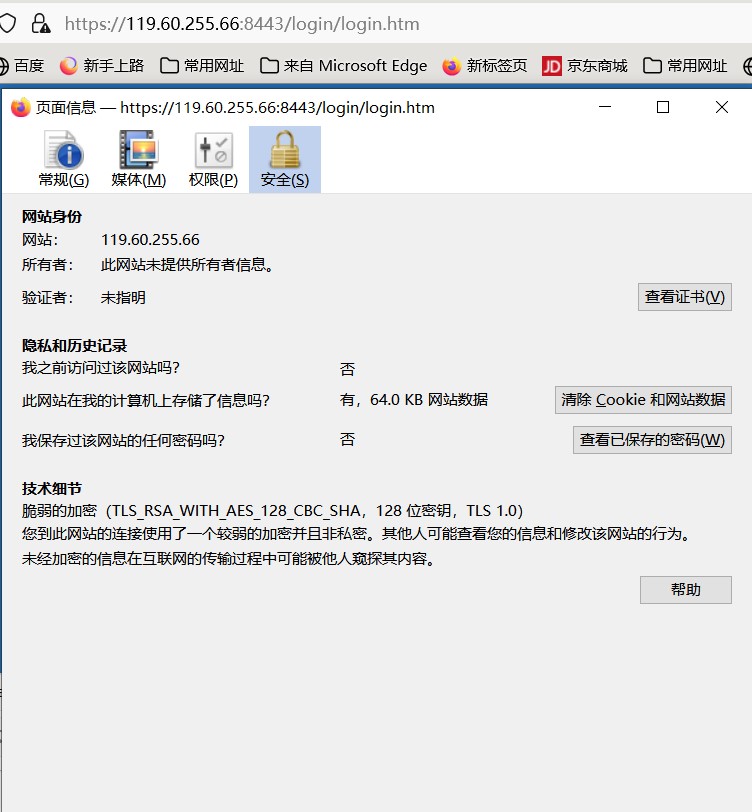 https://119.60.255.66:8443/login/login.htm
百度 新手上路 常用网址 来自 Microsoft Edge 新标签页 JD 京东商城 常用网址
页面信息 — https://119.60.255.66:8443/login/login.htm
常规(G) 媒体(M) 权限(P) 安全(S)
网站身份
网站： 119.60.255.66
所有者： 此网站未提供所有者信息。
验证者： 未指明 查看证书(V)
隐私和历史记录
我之前访问过该网站吗? 否
此网站在我的计算机上存储了信息吗? 有，64.0 KB 网站数据 清除 Cookie 和网站数据
我保存过该网站的任何密码吗? 否 查看已保存的密码(W)
技术细节
脆弱的加密（TLS_RSA_WITH_AES_128_CBC_SHA，128 位密钥，TLS 1.0）
您到此网站的连接使用了一个较弱的加密并且非私密。其他人可能查看您的信息和修改该网站的行为。
未经加密的信息在互联网的传输过程中可能被他人窥探其内容。
帮助